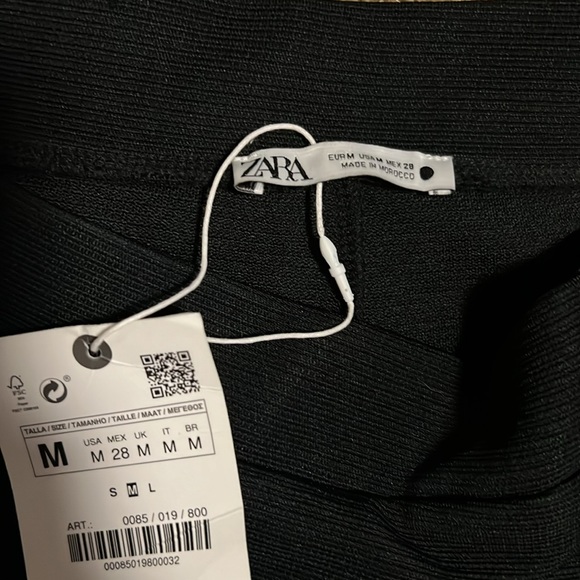 ZARA
EUR M USA M MEX 28
MADE IN MOROCCO
FSC
TALLA / SIZE / TAMANHO / TAILLE / MAAT / ΜΕΓΕΘΟΣ
M
USA MEX UK IT BR
M 28 M M M
S M L
ART.: 0085 / 019 / 800
00085019800032